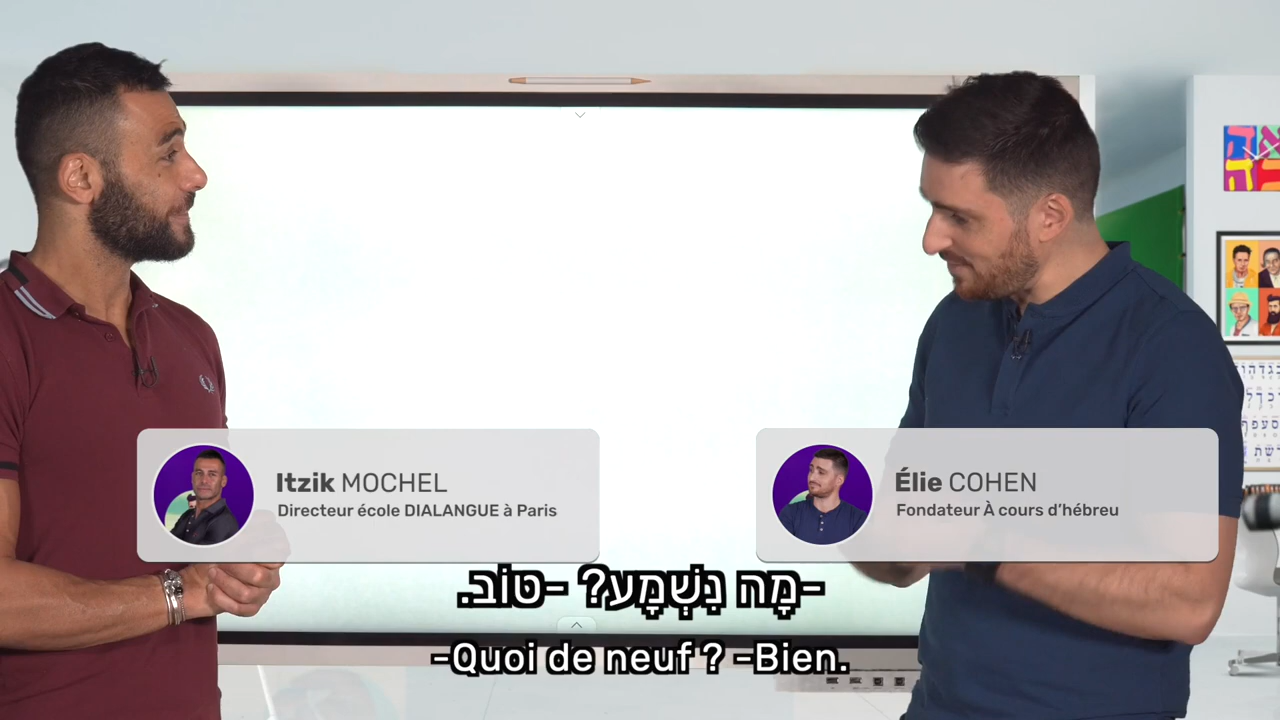 Itzik MOCHEL
Directeur école DIALANGUE à Paris
Élie COHEN
Fondateur À cours d’hébreu
-מָה נִשְׁמָע? -טוֹב.
-Quoi de neuf ? -Bien.